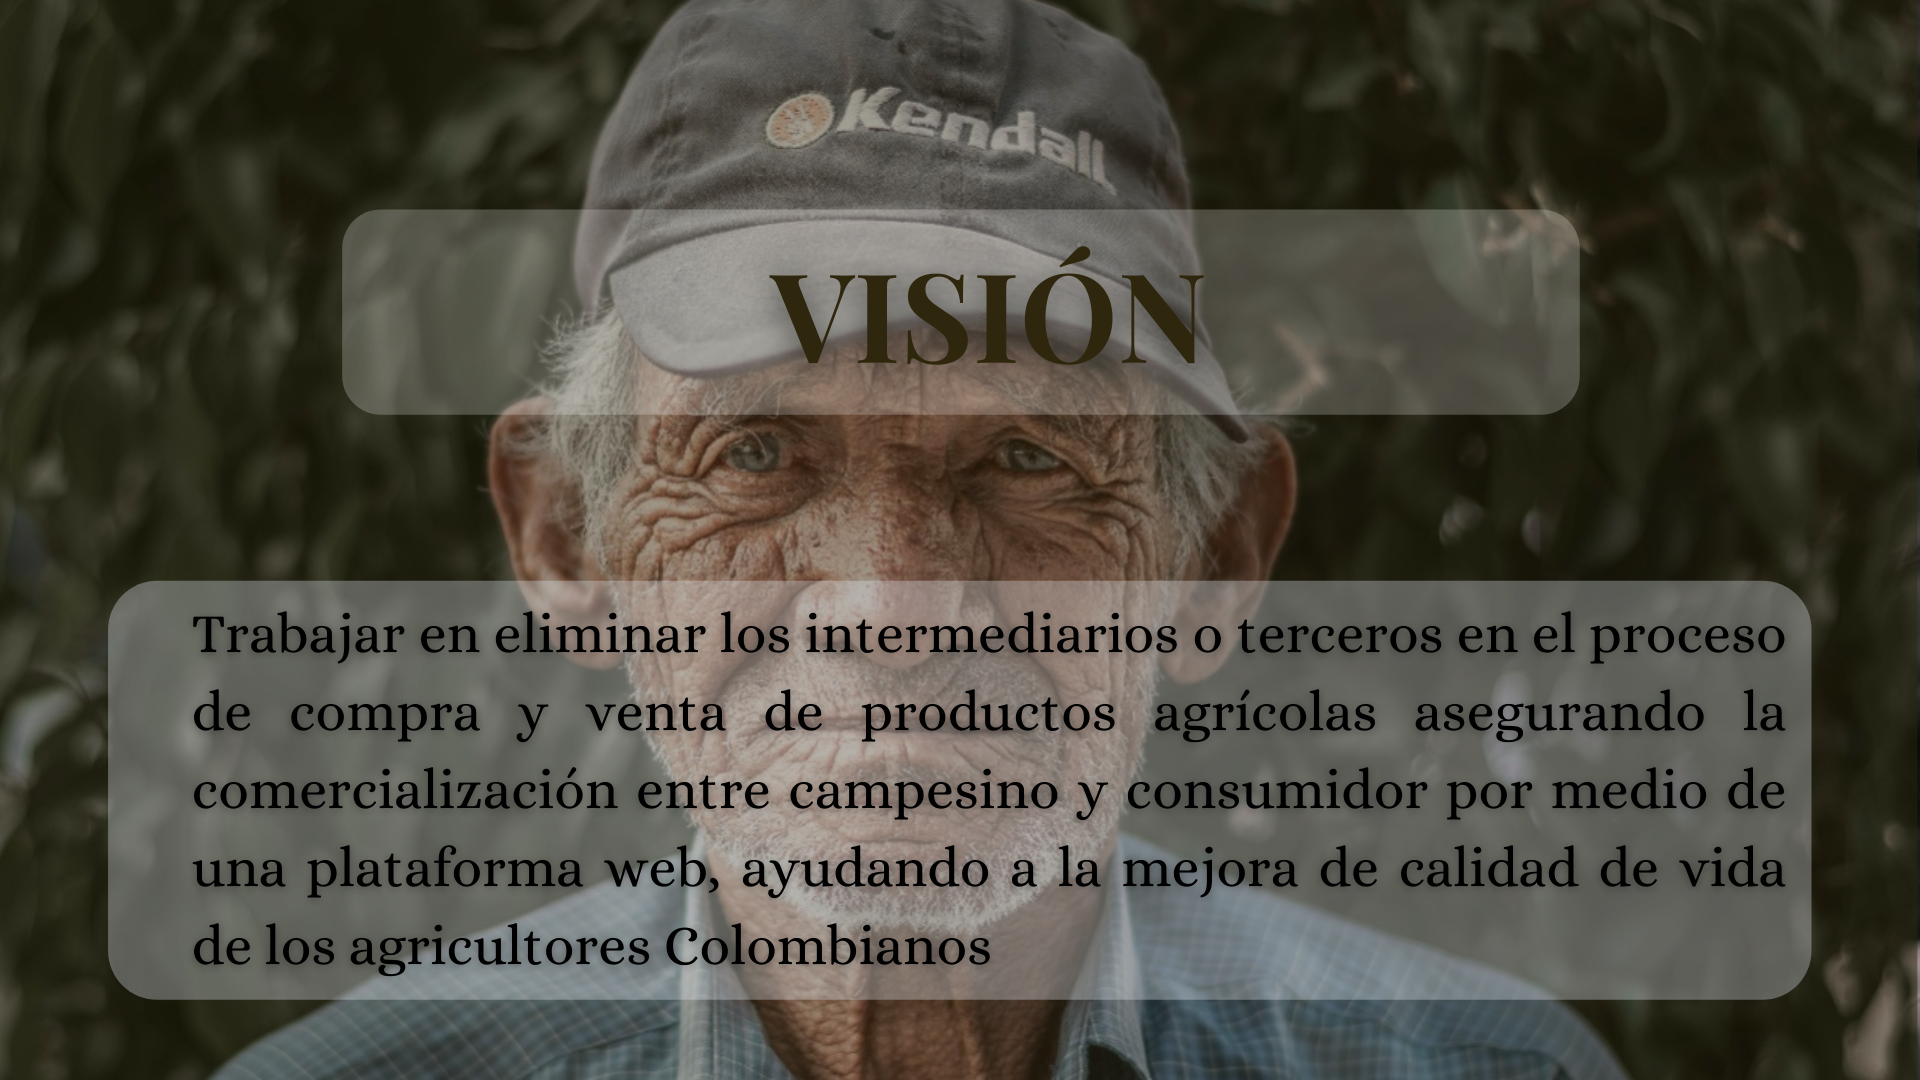 Kendall
VISIÓN
Trabajar en eliminar los intermediarios o terceros en el proceso
de compra y venta de productos agrícolas asegurando la
comercialización entre campesino y consumidor por medio de
una plataforma web, ayudando a la mejora de calidad de vida
de los agricultores Colombianos